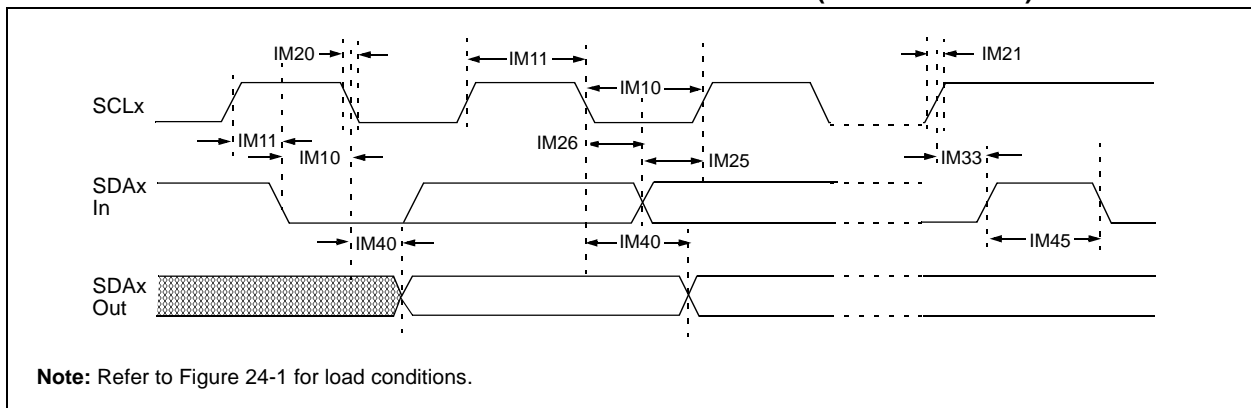 IM20
IM11
IM21
IM10
SCLx
IM11
IM10
IM26
IM25
IM33
SDAx
In
IM40
IM40
IM45
SDAx
Out
Note: Refer to Figure 24-1 for load conditions.